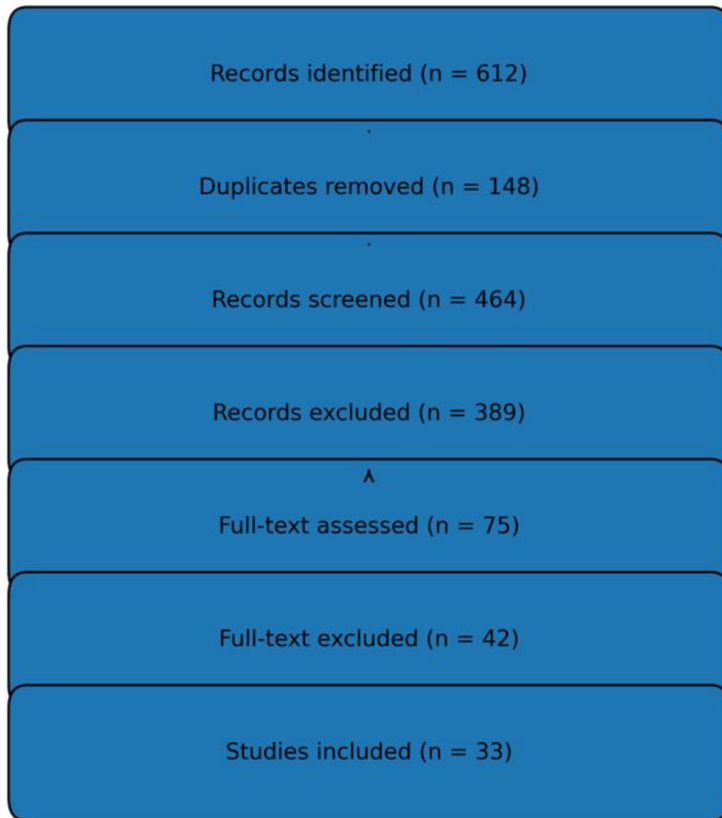 Records identified (n = 612)
Duplicates removed (n = 148)
Records screened (n = 464)
Records excluded (n = 389)
Full-text assessed (n = 75)
Full-text excluded (n = 42)
Studies included (n = 33)